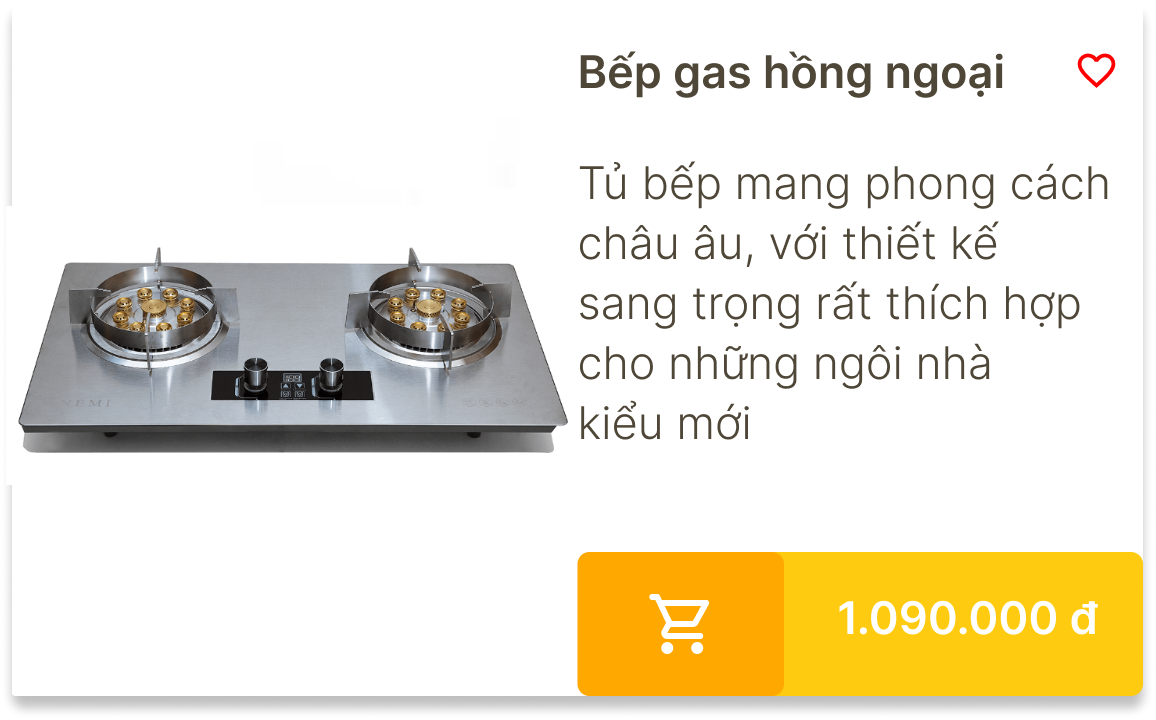 Bếp gas hồng ngoại
Tủ bếp mang phong cách
châu âu, với thiết kế
sang trọng rất thích hợp
cho những ngôi nhà
kiểu mới
1.090.000 đ